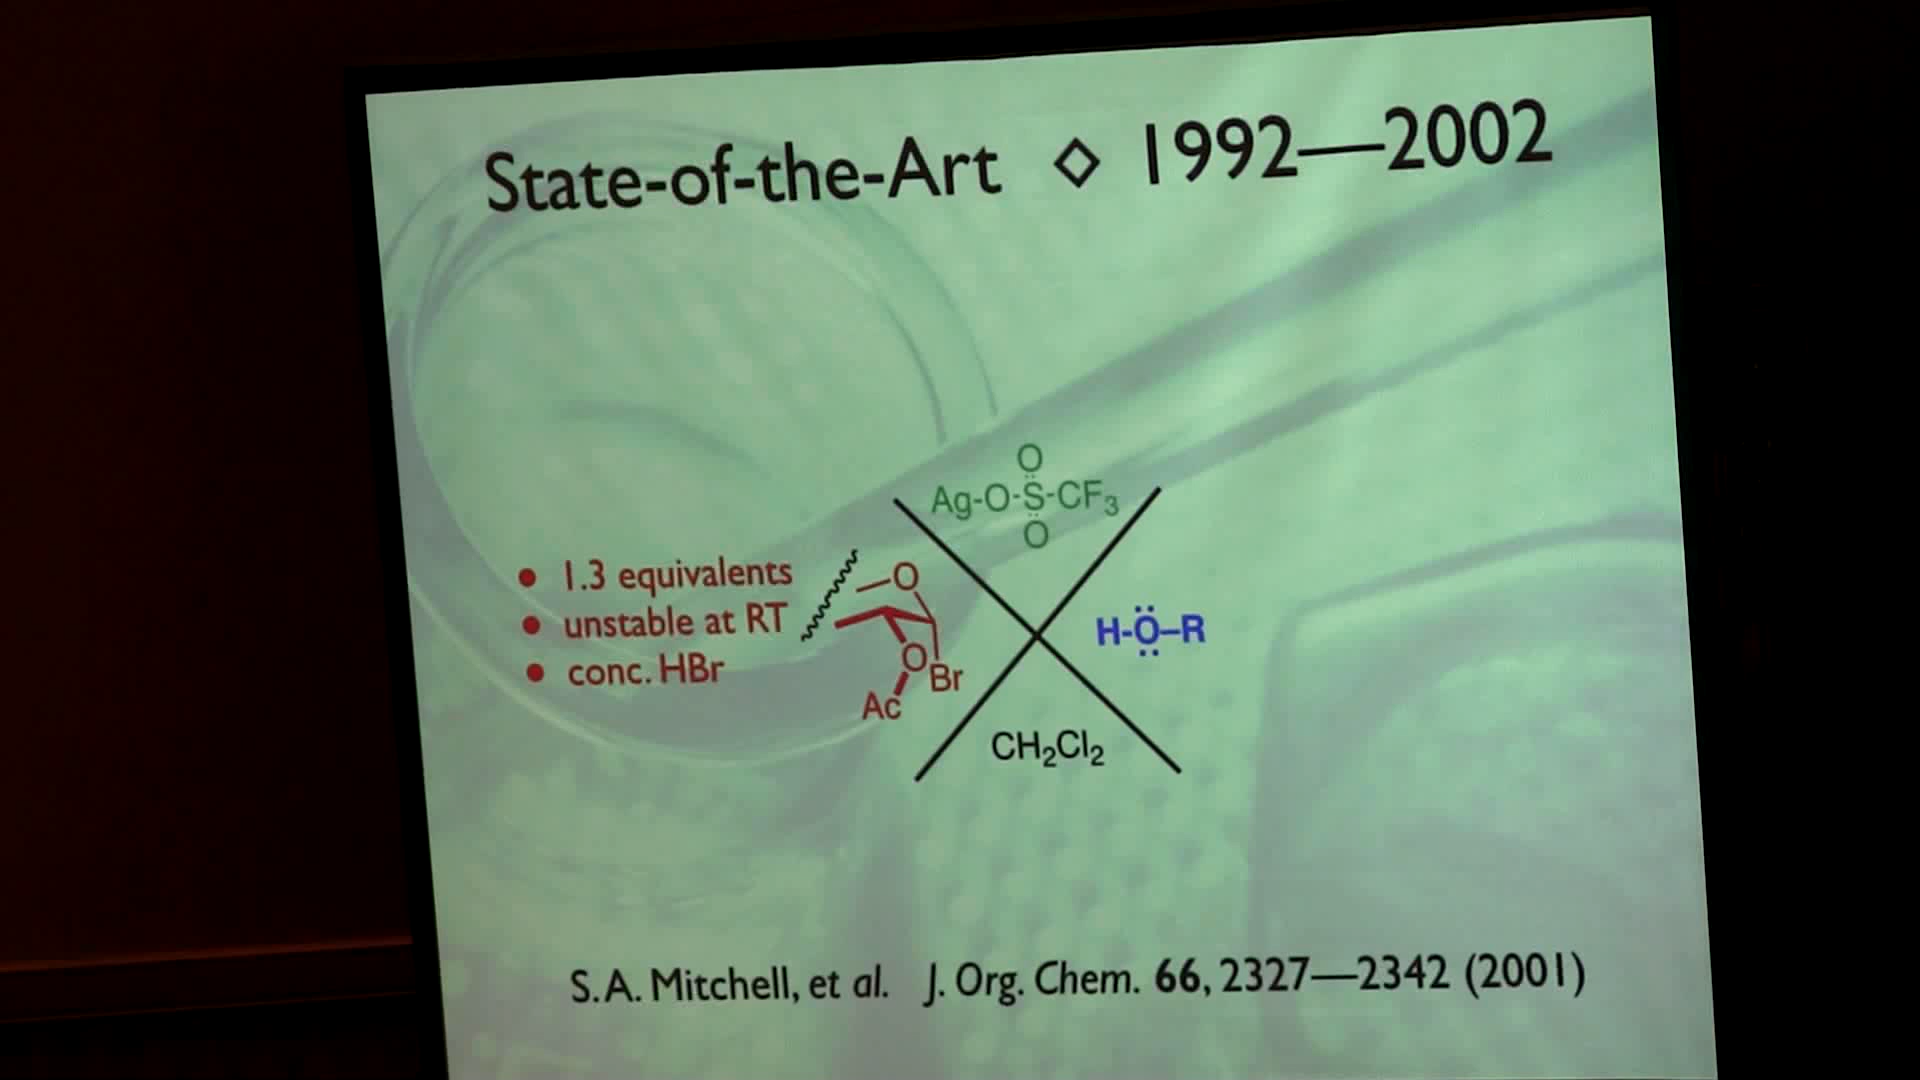 State-of-the-Art ◇ 1992—2002
O
Ag-O-S-CF3
O
• 1.3 equivalents
• unstable at RT
• conc. HBr
O
O
Br
Ac
H-Ö–R
CH2Cl2
S.A. Mitchell, et al. J. Org. Chem. 66, 2327—2342 (2001)